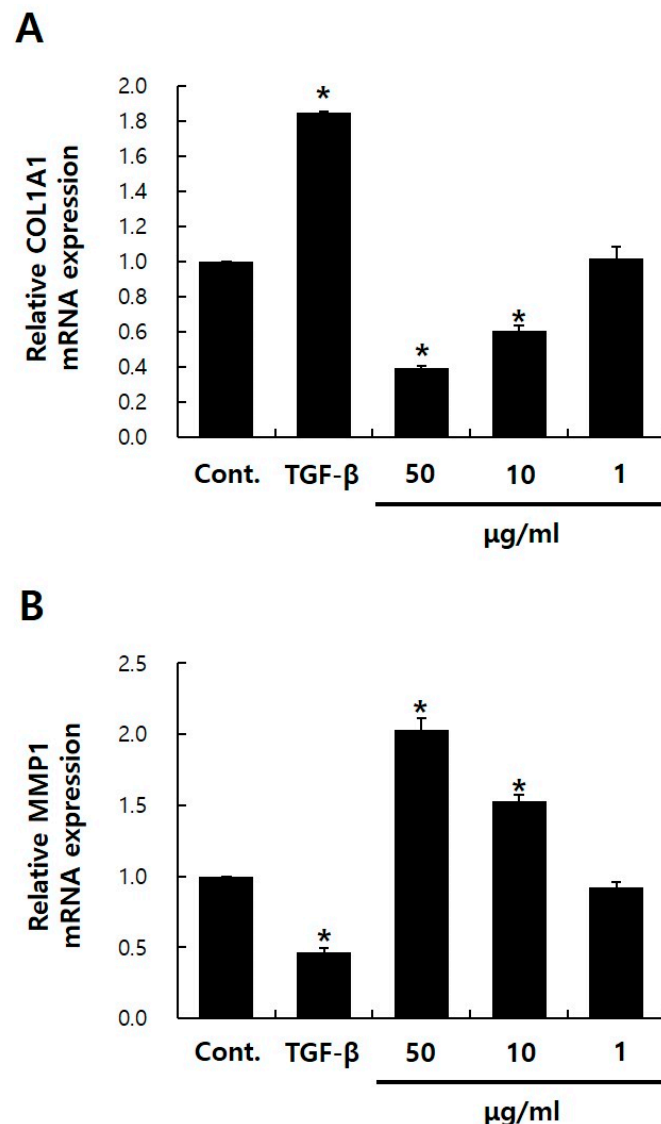 A
Relative COL1A1
mRNA expression
2.0
1.8
1.6
1.4
1.2
1.0
0.8
0.6
0.4
0.2
0.0
*
*
*
Cont. TGF-β 50 10 1
μg/ml
B
Relative MMP1
mRNA expression
2.5
2.0
1.5
1.0
0.5
0.0
*
*
*
Cont. TGF-β 50 10 1
μg/ml